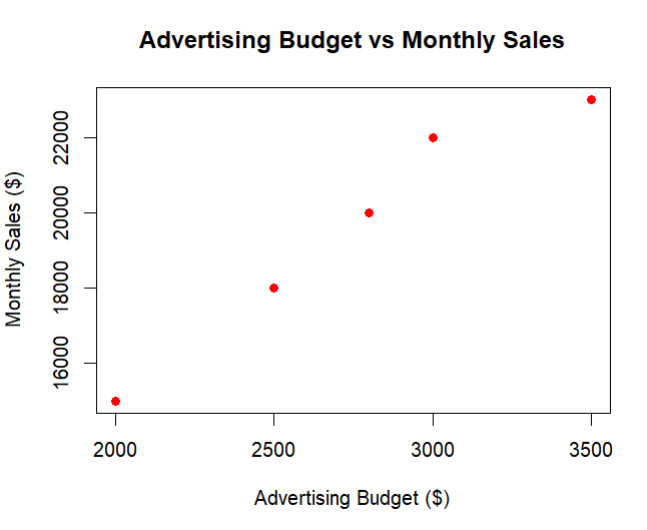 Advertising Budget vs Monthly Sales
Monthly Sales ($)
22000
20000
18000
16000
2000 2500 3000 3500
Advertising Budget ($)